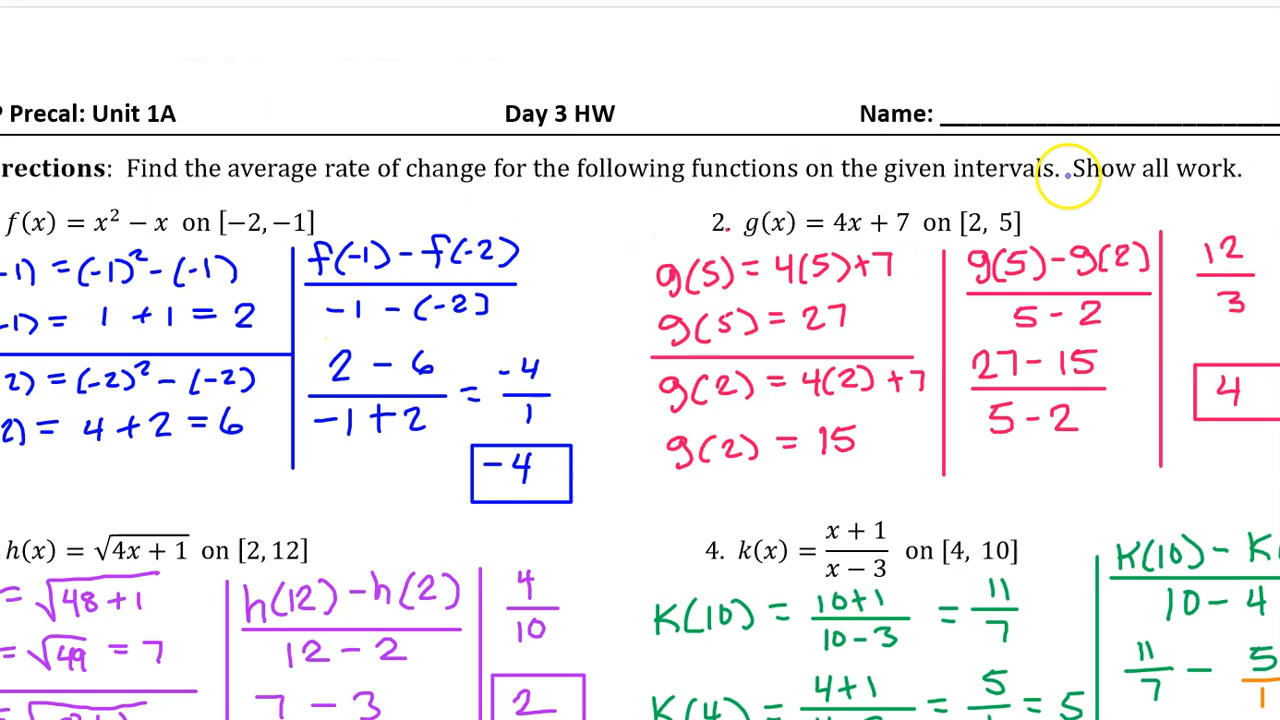 P Precal: Unit 1A Day 3 HW Name: ____________________
rections: Find the average rate of change for the following functions on the given intervals. Show all work.
f(x) = x² − x on [−2, −1]
-1) = (-1)² - (-1)
-1) = 1 + 1 = 2
2) = (-2)² - (-2)
2) = 4 + 2 = 6
f(-1) - f(-2)
-1 - (-2)
2 - 6
-1 + 2
= -4/1
-4
2. g(x) = 4x + 7 on [2, 5]
g(5) = 4(5)+7
g(5) = 27
g(2) = 4(2) +7
g(2) = 15
g(5) - g(2)
5 - 2
27 - 15
5 - 2
12
3
4
h(x) = √4x + 1 on [2, 12]
= √48 + 1
= √49 = 7
h(12) - h(2)
12 - 2
7 - 3
4
10
2
4. k(x) = (x + 1)/(x − 3) on [4, 10]
K(10) = (10+1)/(10-3) = 11/7
K(4) = 4+1 = 5 = 5
K(10) - K
10 - 4
11/7 - 5/1